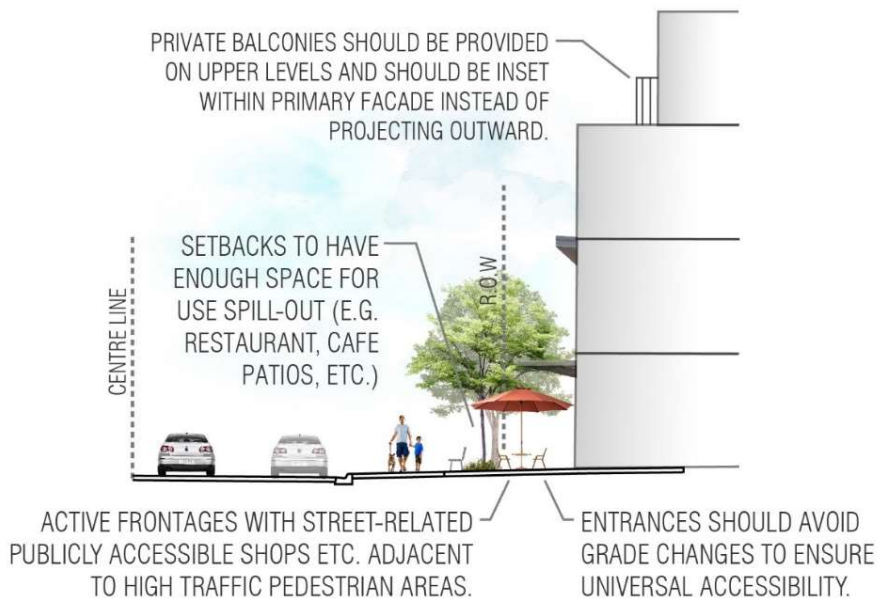 PRIVATE BALCONIES SHOULD BE PROVIDED
ON UPPER LEVELS AND SHOULD BE INSET
WITHIN PRIMARY FACADE INSTEAD OF
PROJECTING OUTWARD.
SETBACKS TO HAVE
ENOUGH SPACE FOR
USE SPILL-OUT (E.G.
RESTAURANT, CAFE
PATIOS, ETC.)
CENTRE LINE
R.O.W
ACTIVE FRONTAGES WITH STREET-RELATED
PUBLICLY ACCESSIBLE SHOPS ETC. ADJACENT
TO HIGH TRAFFIC PEDESTRIAN AREAS.
ENTRANCES SHOULD AVOID
GRADE CHANGES TO ENSURE
UNIVERSAL ACCESSIBILITY.